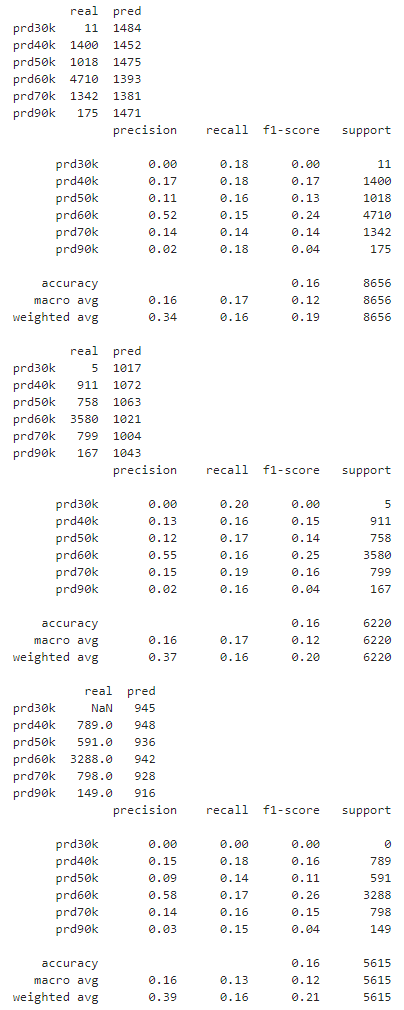 real pred
prd30k 11 1484
prd40k 1400 1452
prd50k 1018 1475
prd60k 4710 1393
prd70k 1342 1381
prd90k 175 1471
precision recall f1-score support
prd30k 0.00 0.18 0.00 11
prd40k 0.17 0.18 0.17 1400
prd50k 0.11 0.16 0.13 1018
prd60k 0.52 0.15 0.24 4710
prd70k 0.14 0.14 0.14 1342
prd90k 0.02 0.18 0.04 175
accuracy 0.16 8656
macro avg 0.16 0.17 0.12 8656
weighted avg 0.34 0.16 0.19 8656
real pred
prd30k 5 1017
prd40k 911 1072
prd50k 758 1063
prd60k 3580 1021
prd70k 799 1004
prd90k 167 1043
precision recall f1-score support
prd30k 0.00 0.20 0.00 5
prd40k 0.13 0.16 0.15 911
prd50k 0.12 0.17 0.14 758
prd60k 0.55 0.16 0.25 3580
prd70k 0.15 0.19 0.16 799
prd90k 0.02 0.16 0.04 167
accuracy 0.16 6220
macro avg 0.16 0.17 0.12 6220
weighted avg 0.37 0.16 0.20 6220
real pred
prd30k NaN 945
prd40k 789.0 948
prd50k 591.0 936
prd60k 3288.0 942
prd70k 798.0 928
prd90k 149.0 916
precision recall f1-score support
prd30k 0.00 0.00 0.00 0
prd40k 0.15 0.18 0.16 789
prd50k 0.09 0.14 0.11 591
prd60k 0.58 0.17 0.26 3288
prd70k 0.14 0.16 0.15 798
prd90k 0.03 0.15 0.04 149
accuracy 0.16 5615
macro avg 0.16 0.13 0.12 5615
weighted avg 0.39 0.16 0.21 5615